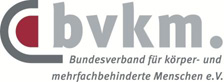 bvkm.
Bundesverband für körper- und
mehrfachbehinderte Menschen e.V.